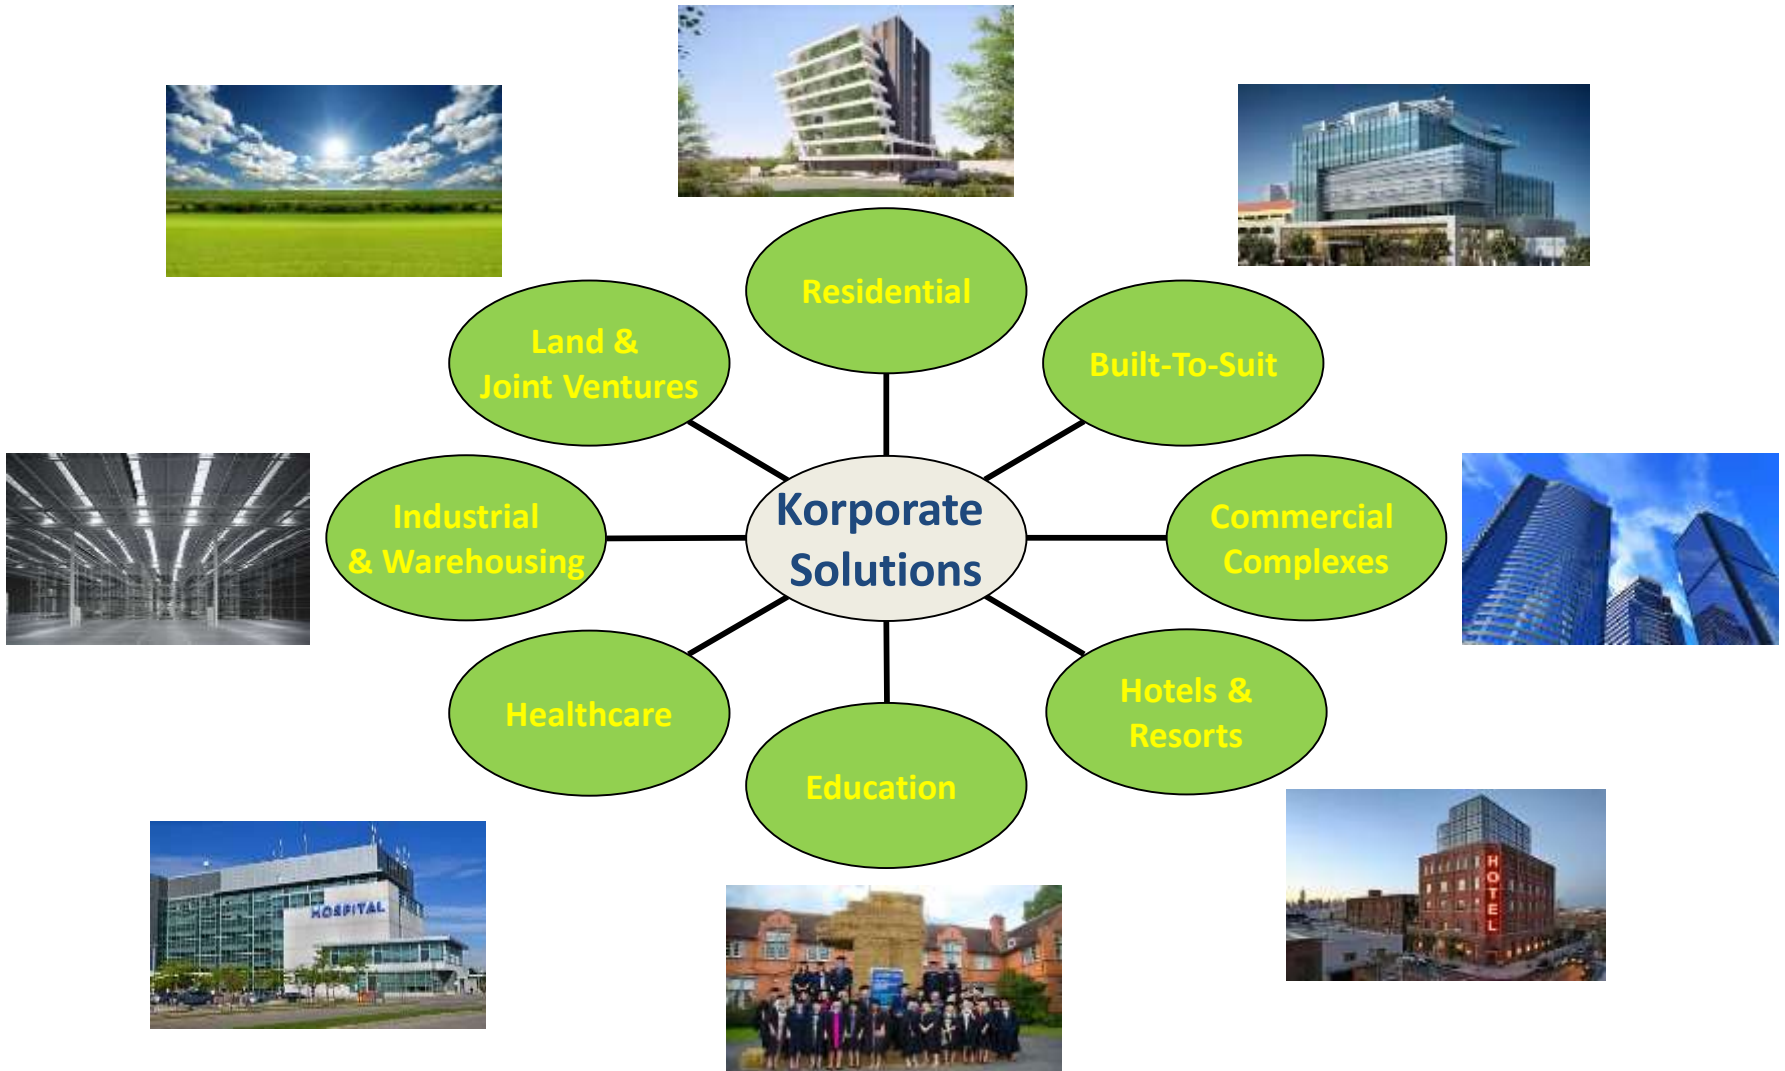 Residential
Land &
Joint Ventures
Built-To-Suit
Industrial
& Warehousing
Korporate
Solutions
Commercial
Complexes
Healthcare
Hotels &
Resorts
Education
HOSPITAL
HOTEL